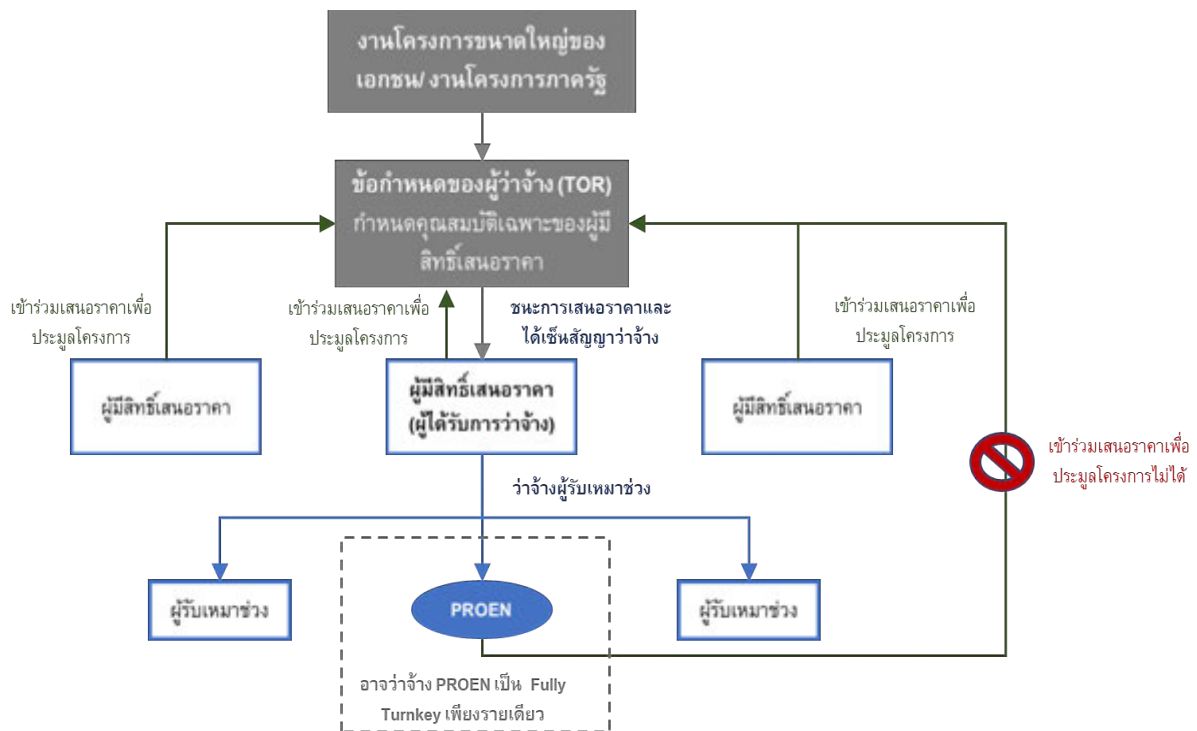 งานโครงการขนาดใหญ่ของ
เอกชน/ งานโครงการภาครัฐ
ข้อกำหนดของผู้ว่าจ้าง (TOR)
กำหนดคุณสมบัติเฉพาะของผู้มี
สิทธิ์เสนอราคา
เข้าร่วมเสนอราคาเพื่อ
ประมูลโครงการ
เข้าร่วมเสนอราคาเพื่อ
ประมูลโครงการ
ชนะการเสนอราคาและ
ได้เซ็นสัญญาว่าจ้าง
เข้าร่วมเสนอราคาเพื่อ
ประมูลโครงการ
ผู้มีสิทธิ์เสนอราคา
ผู้มีสิทธิ์เสนอราคา
(ผู้ได้รับการว่าจ้าง)
ผู้มีสิทธิ์เสนอราคา
เข้าร่วมเสนอราคาเพื่อ
ประมูลโครงการไม่ได้
ว่าจ้างผู้รับเหมาช่วง
ผู้รับเหมาช่วง
PROEN
ผู้รับเหมาช่วง
อาจว่าจ้าง PROEN เป็น Fully
Turnkey เพียงรายเดียว